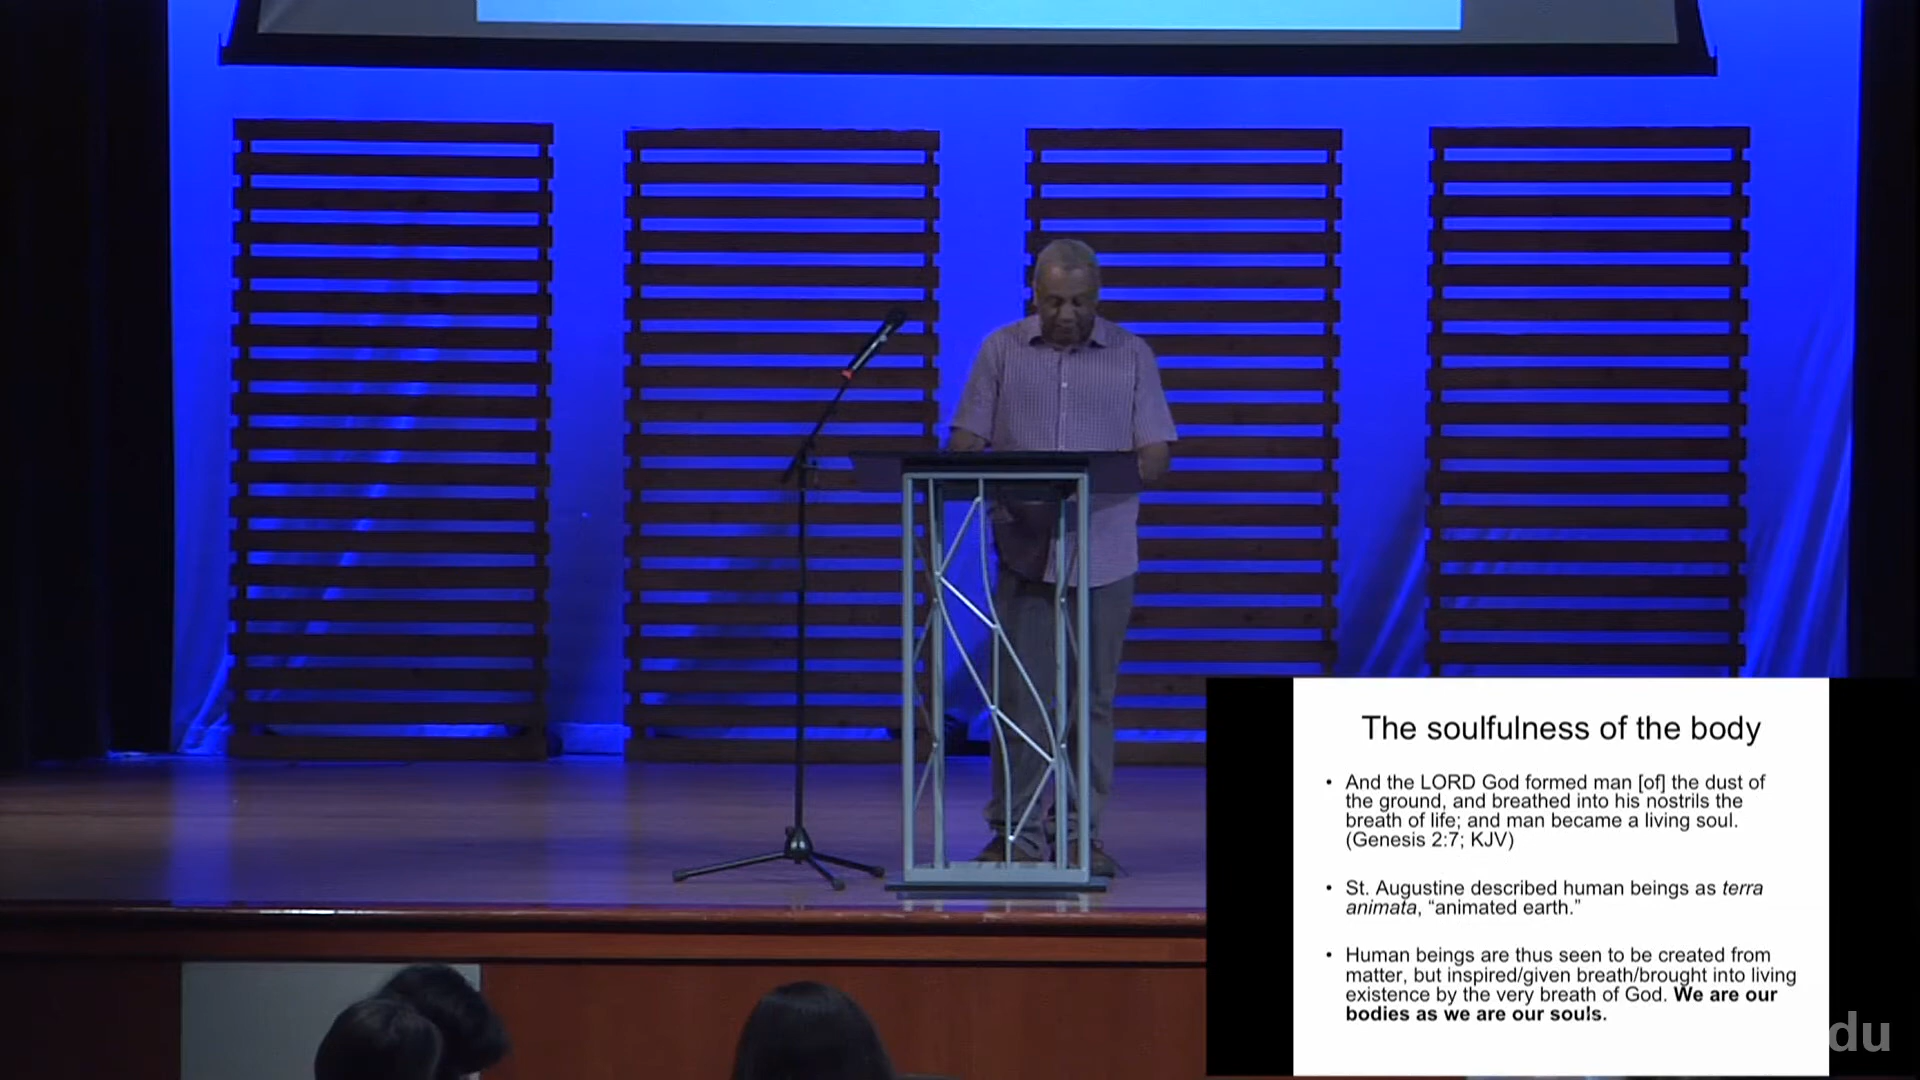 The soulfulness of the body
• And the LORD God formed man [of] the dust of
the ground, and breathed into his nostrils the
breath of life; and man became a living soul.
(Genesis 2:7; KJV)
• St. Augustine described human beings as terra
animata, “animated earth.”
• Human beings are thus seen to be created from
matter, but inspired/given breath/brought into living
existence by the very breath of God. We are our
bodies as we are our souls.
du